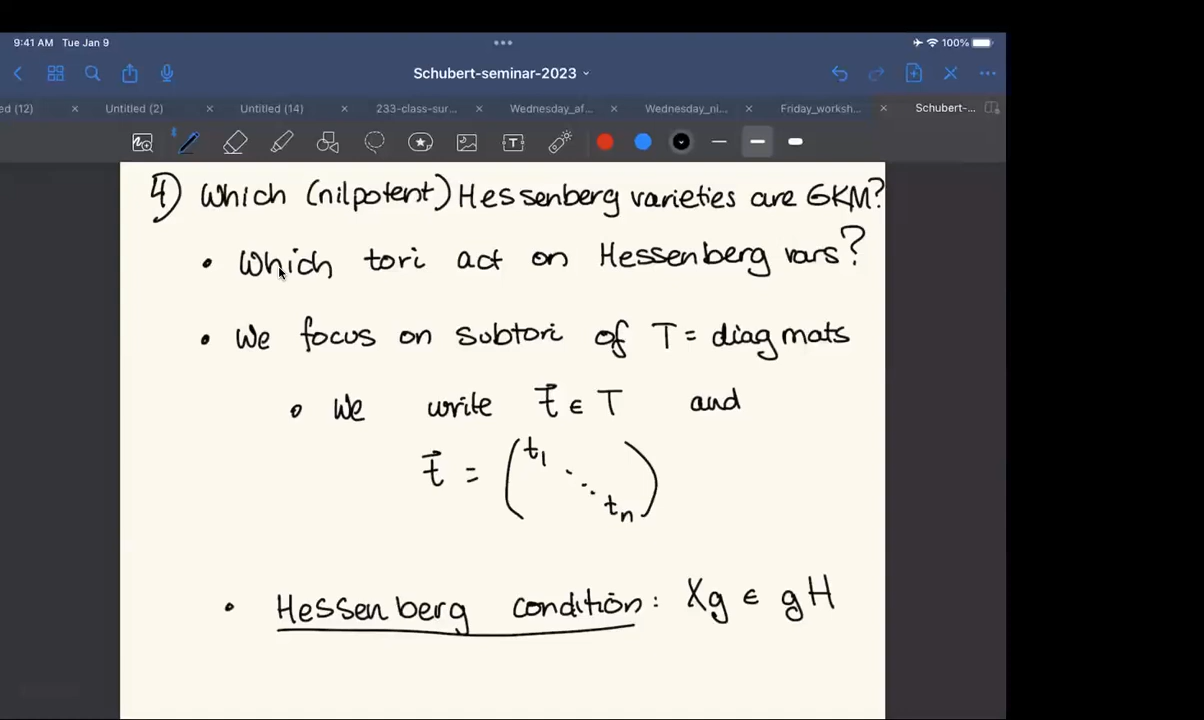 9:41 AM Tue Jan 9
100%
Schubert-seminar-2023
ed (12)
Untitled (2)
Untitled (14)
233-class-sur...
Wednesday_af...
Wednesday_ni...
Friday_worksh...
Schubert-...
4) Which (nilpotent) Hessenberg varieties are GKM?
• Which tori act on Hessenberg vars?
• We focus on subtori of T = diag mats
∘ We write t⃗ ∈ T and
t⃗ = (t₁ ⋱ tₙ)
• Hessenberg condition: Xg ∈ gH